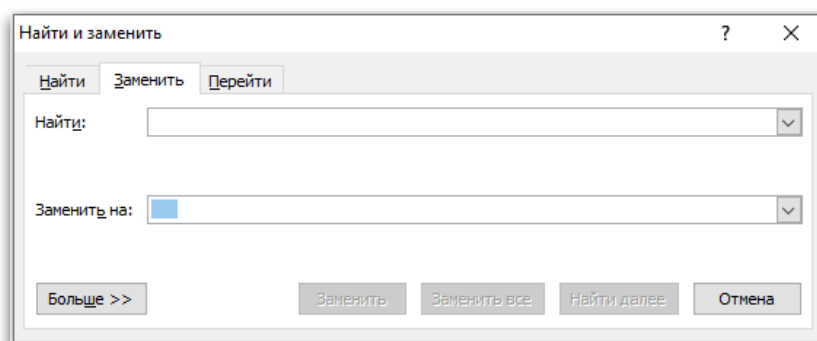 Найти и заменить
Найти Заменить Перейти
Найти:
Заменить на:
Больше >> Заменить Заменить все Найти далее Отмена